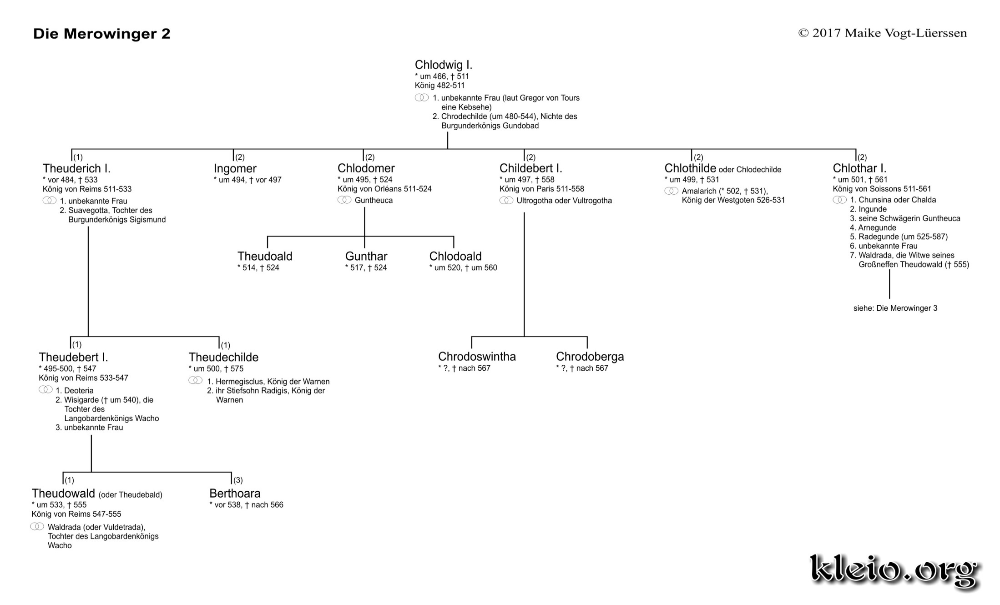 Die Merowinger 2
© 2017 Maike Vogt-Lüerssen
Chlodwig I.
* um 466, † 511
König 482-511
1. unbekannte Frau (laut Gregor von Tours
eine Kebsehe)
2. Chrodechilde (um 480-544), Nichte des
Burgunderkönigs Gundobad
(1)
Theuderich I.
* vor 484, † 533
König von Reims 511-533
1. unbekannte Frau
2. Suavegotta, Tochter des
Burgunderkönigs Sigismund
(2)
Ingomer
* um 494, † vor 497
(2)
Chlodomer
* um 495, † 524
König von Orléans 511-524
Guntheuca
(2)
Childebert I.
* um 497, † 558
König von Paris 511-558
Ultrogotha oder Vultrogotha
(2)
Chlothilde oder Chlodechilde
* um 499, † 531
Amalarich (* 502, † 531),
König der Westgoten 526-531
(2)
Chlothar I.
* um 501, † 561
König von Soissons 511-561
1. Chunsina oder Chalda
2. Ingunde
3. seine Schwägerin Guntheuca
4. Arnegunde
5. Radegunde (um 525-587)
6. unbekannte Frau
7. Waldrada, die Witwe seines
Großneffen Theudowald († 555)
siehe: Die Merowinger 3
Theudoald
* 514, † 524
Gunthar
* 517, † 524
Chlodoald
* um 520, † um 560
(1)
Theudebert I.
* 495-500, † 547
König von Reims 533-547
1. Deoteria
2. Wisigarde († um 540), die
Tochter des
Langobardenkönigs Wacho
3. unbekannte Frau
(1)
Theudechilde
* um 500, † 575
1. Hermegisclus, König der Warnen
2. ihr Stiefsohn Radigis, König der
Warnen
Chrodoswintha
* ?, † nach 567
Chrodoberga
* ?, † nach 567
(1)
Theudowald (oder Theudebald)
* um 533, † 555
König von Reims 547-555
Waldrada (oder Vuldetrada),
Tochter des Langobardenkönigs
Wacho
(3)
Berthoara
* vor 538, † nach 566
kleio.org